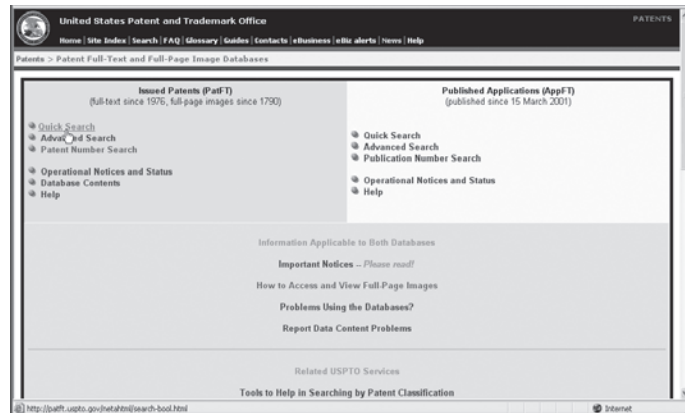 United States Patent and Trademark Office
PATENTS
Home | Site Index | Search | FAQ | Glossary | Guides | Contacts | eBusiness | eBiz alerts | News | Help
Patents > Patent Full-Text and Full-Page Image Databases
Issued Patents (PatFT)
(full-text since 1976, full-page images since 1790)
Quick Search
Advanced Search
Patent Number Search
Operational Notices and Status
Database Contents
Help
Published Applications (AppFT)
(published since 15 March 2001)
Quick Search
Advanced Search
Publication Number Search
Operational Notices and Status
Help
Information Applicable to Both Databases
Important Notices -- Please read!
How to Access and View Full-Page Images
Problems Using the Databases?
Report Data Content Problems
Related USPTO Services
Tools to Help in Searching by Patent Classification
http://patft.uspto.gov/netahtml/search-bool.html
Internet